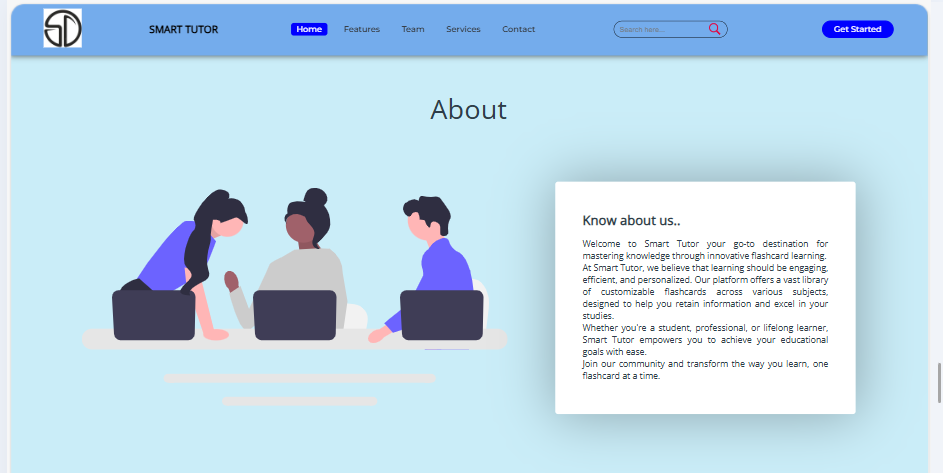 SMART TUTOR
Home Features Team Services Contact
Search here...
Get Started
About
Know about us..
Welcome to Smart Tutor your go-to destination for
mastering knowledge through innovative flashcard learning.
At Smart Tutor, we believe that learning should be engaging,
efficient, and personalized. Our platform offers a vast library
of customizable flashcards across various subjects,
designed to help you retain information and excel in your
studies.
Whether you're a student, professional, or lifelong learner,
Smart Tutor empowers you to achieve your educational
goals with ease.
Join our community and transform the way you learn, one
flashcard at a time.